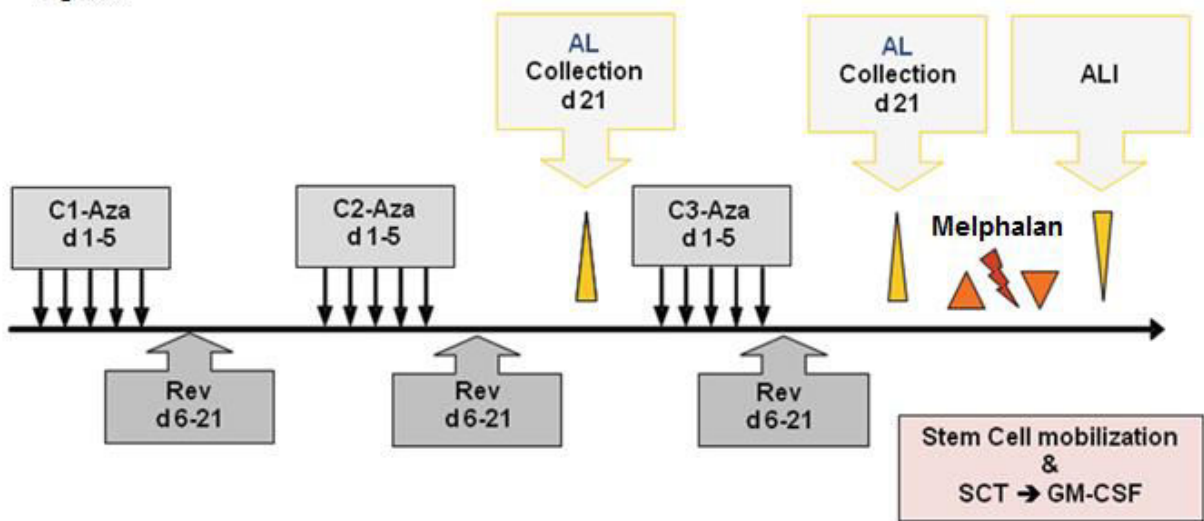 AL
Collection
d 21
AL
Collection
d 21
ALI
C1-Aza
d 1-5
C2-Aza
d 1-5
C3-Aza
d 1-5
Melphalan
Rev
d 6-21
Rev
d 6-21
Rev
d 6-21
Stem Cell mobilization
&
SCT ➔ GM-CSF